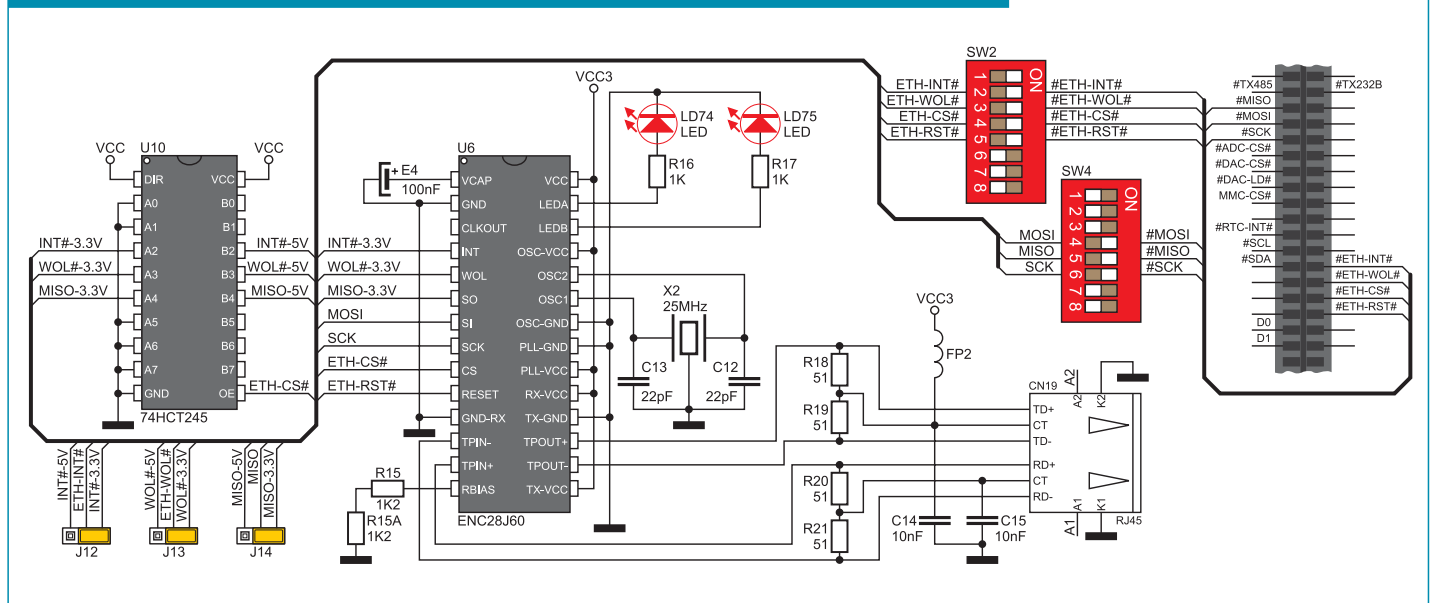 VCC
VCC
U10
DIR
VCC
A0
B0
A1
B1
A2
B2
A3
B3
A4
B4
A5
B5
A6
B6
A7
B7
GND
OE
74HCT245
INT#-3.3V
WOL#-3.3V
MISO-3.3V
INT#-5V
WOL#-5V
MISO-5V
ETH-CS#
INT#-3.3V
WOL#-3.3V
MISO-3.3V
MOSI
SCK
ETH-CS#
ETH-RST#
INT#-5V
ETH-INT#
INT#-3.3V
J12
WOL#-5V
ETH-WOL#
WOL#-3.3V
J13
MISO-5V
MISO
MISO-3.3V
J14
+ E4
100nF
U6
VCAP
VCC
GND
LEDA
CLKOUT
LEDB
INT
OSC-VCC
WOL
OSC2
SO
OSC1
SI
OSC-GND
SCK
PLL-GND
CS
PLL-VCC
RESET
RX-VCC
GND-RX
TX-GND
TPIN-
TPOUT+
TPIN+
TPOUT-
RBIAS
TX-VCC
ENC28J60
R15
1K2
R15A
1K2
VCC3
LD74
LED
LD75
LED
R16
1K
R17
1K
X2
25MHz
C13
22pF
C12
22pF
VCC3
FP2
R18
51
R19
51
R20
51
R21
51
C14
10nF
C15
10nF
CN19
A2
A2
K2
TD+
CT
TD-
RD+
CT
RD-
A1
A1
K1
RJ45
SW2
ON
1
2
3
4
5
6
7
8
ETH-INT#
ETH-WOL#
ETH-CS#
ETH-RST#
#ETH-INT#
#ETH-WOL#
#ETH-CS#
#ETH-RST#
SW4
ON
1
2
3
4
5
6
7
8
MOSI
MISO
SCK
#MOSI
#MISO
#SCK
#TX485
#TX232B
#MISO
#MOSI
#SCK
#ADC-CS#
#DAC-CS#
#DAC-LD#
MMC-CS#
#RTC-INT#
#SCL
#SDA
#ETH-INT#
#ETH-WOL#
#ETH-CS#
#ETH-RST#
D0
D1